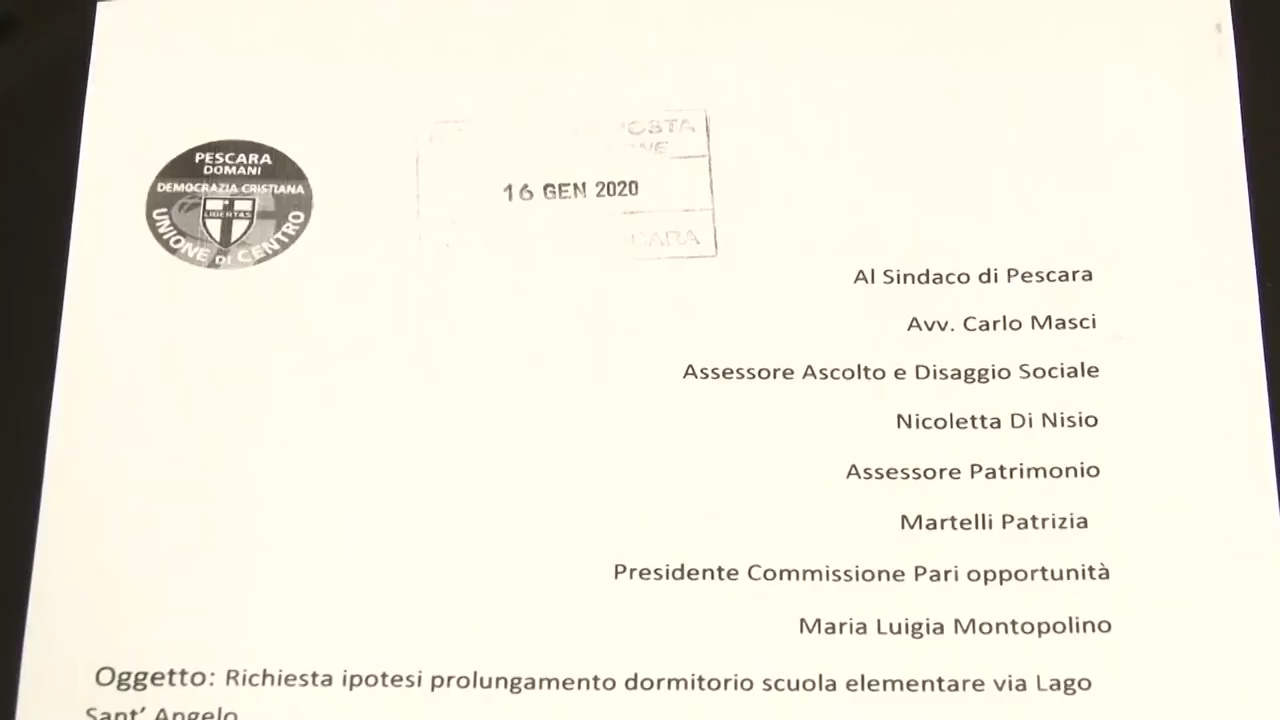 PESCARA
DOMANI
DEMOCRAZIA CRISTIANA
LIBERTAS
UNIONE DI CENTRO
16 GEN 2020
Al Sindaco di Pescara
Avv. Carlo Masci
Assessore Ascolto e Disaggio Sociale
Nicoletta Di Nisio
Assessore Patrimonio
Martelli Patrizia
Presidente Commissione Pari opportunità
Maria Luigia Montopolino
Oggetto: Richiesta ipotesi prolungamento dormitorio scuola elementare via Lago
Sant' Angelo